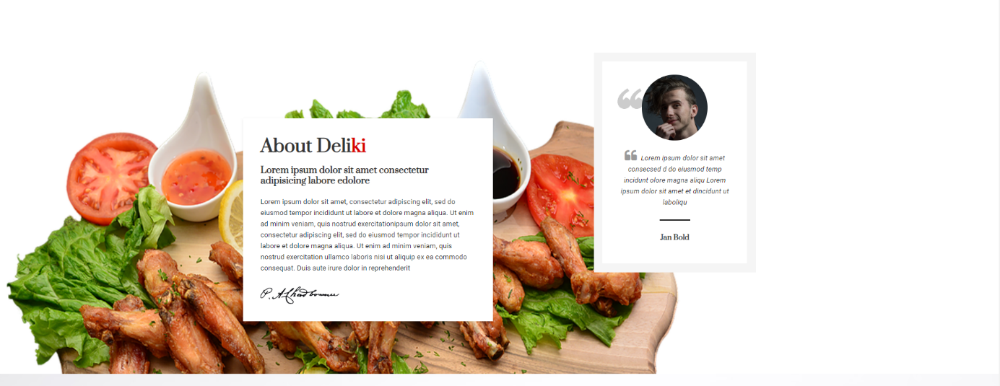 About Deliki
Lorem ipsum dolor sit amet consectetur
adipisicing labore edolore
Lorem ipsum dolor sit amet, consectetur adipiscing elit, sed do
eiusmod tempor incididunt ut labore et dolore magna aliqua. Ut enim
ad minim veniam, quis nostrud exercitationipsum dolor sit amet,
consectetur adipiscing elit, sed do eiusmod tempor incididunt ut
labore et dolore magna aliqua. Ut enim ad minim veniam, quis
nostrud exercitation ullamco laboris nisi ut aliquip ex ea commodo
consequat. Duis aute irure dolor in reprehenderit
“ Lorem ipsum dolor sit amet
consecsed d do eiusmod temp
incidunt olore magna aliqu Lorem
ipsum dolor sit amet et dincidunt ut
laboliqu
Jan Bold